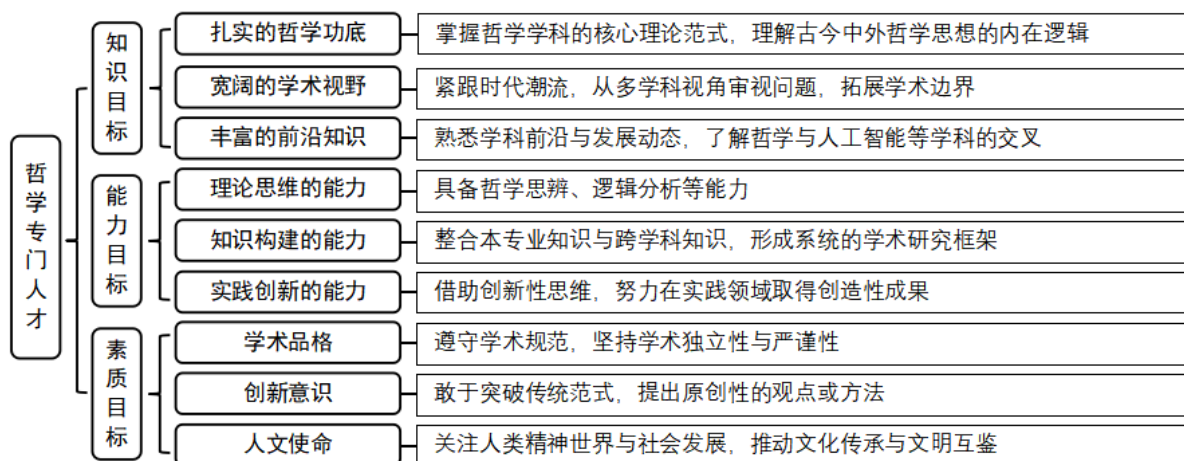 哲学专门人才
知识目标
扎实的哲学功底
掌握哲学学科的核心理论范式，理解古今中外哲学思想的内在逻辑
宽阔的学术视野
紧跟时代潮流，从多学科视角审视问题，拓展学术边界
丰富的前沿知识
熟悉学科前沿与发展动态，了解哲学与人工智能等学科的交叉
能力目标
理论思维的能力
具备哲学思辨、逻辑分析等能力
知识构建的能力
整合本专业知识与跨学科知识，形成系统的学术研究框架
实践创新的能力
借助创新性思维，努力在实践领域取得创造性成果
素质目标
学术品格
遵守学术规范，坚持学术独立性与严谨性
创新意识
敢于突破传统范式，提出原创性的观点或方法
人文使命
关注人类精神世界与社会发展，推动文化传承与文明互鉴